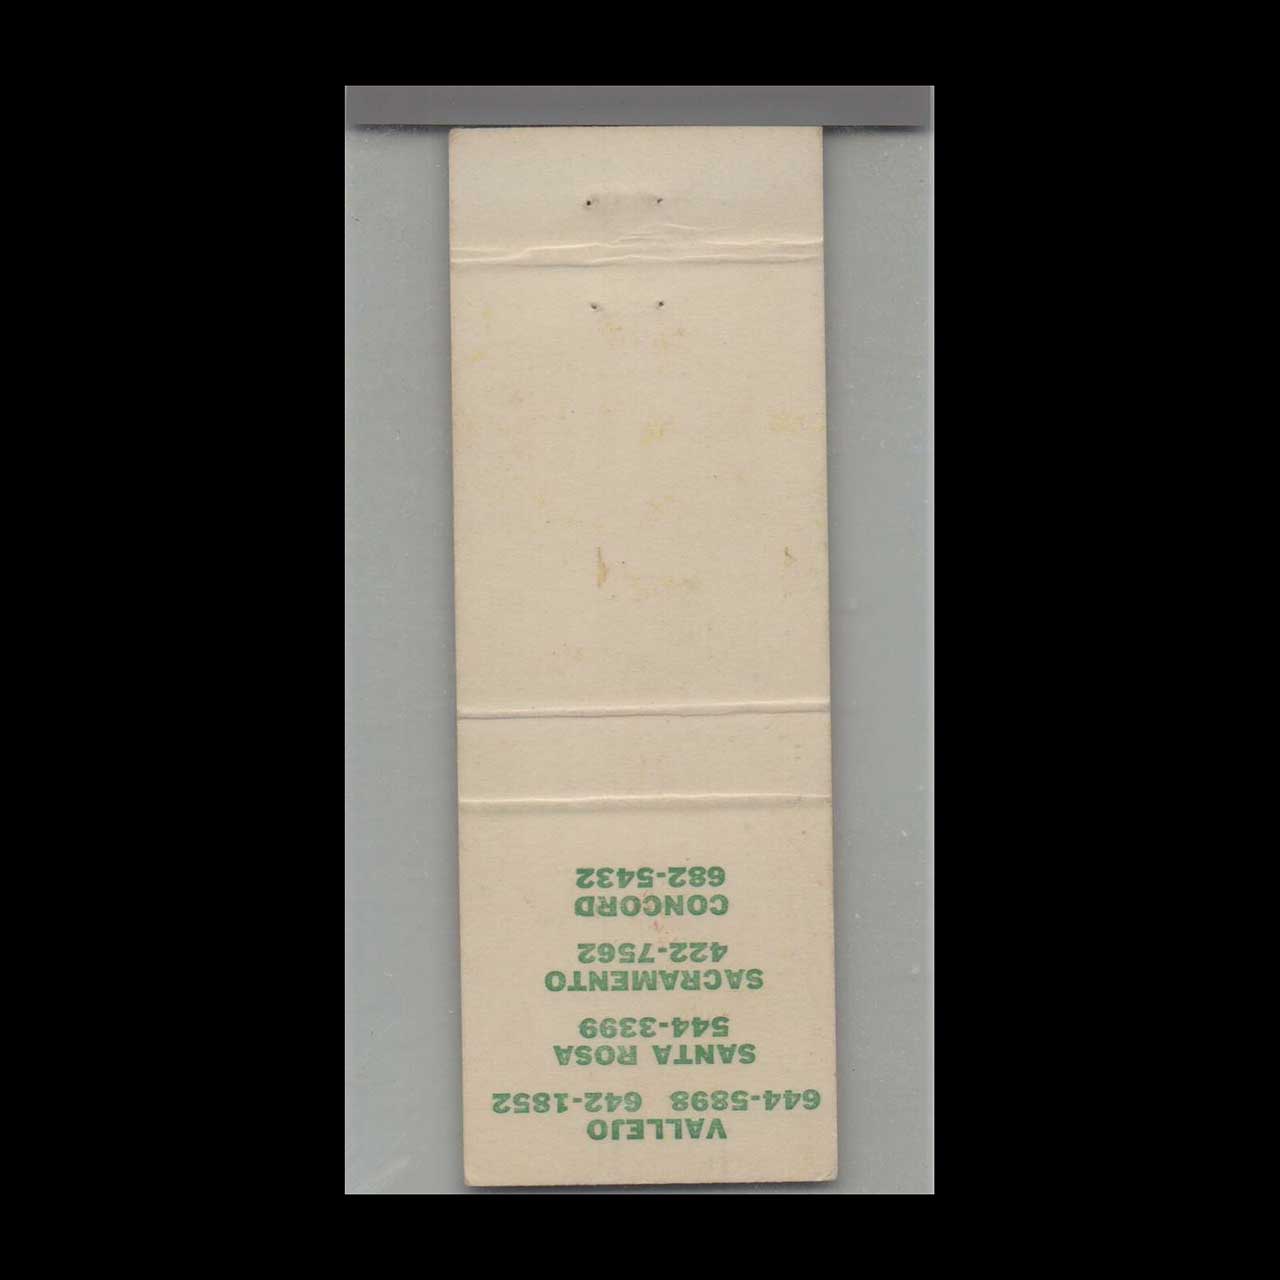 VALLEJO
644-5898 642-1852
SANTA ROSA
544-3399
SACRAMENTO
422-7562
CONCORD
682-5432